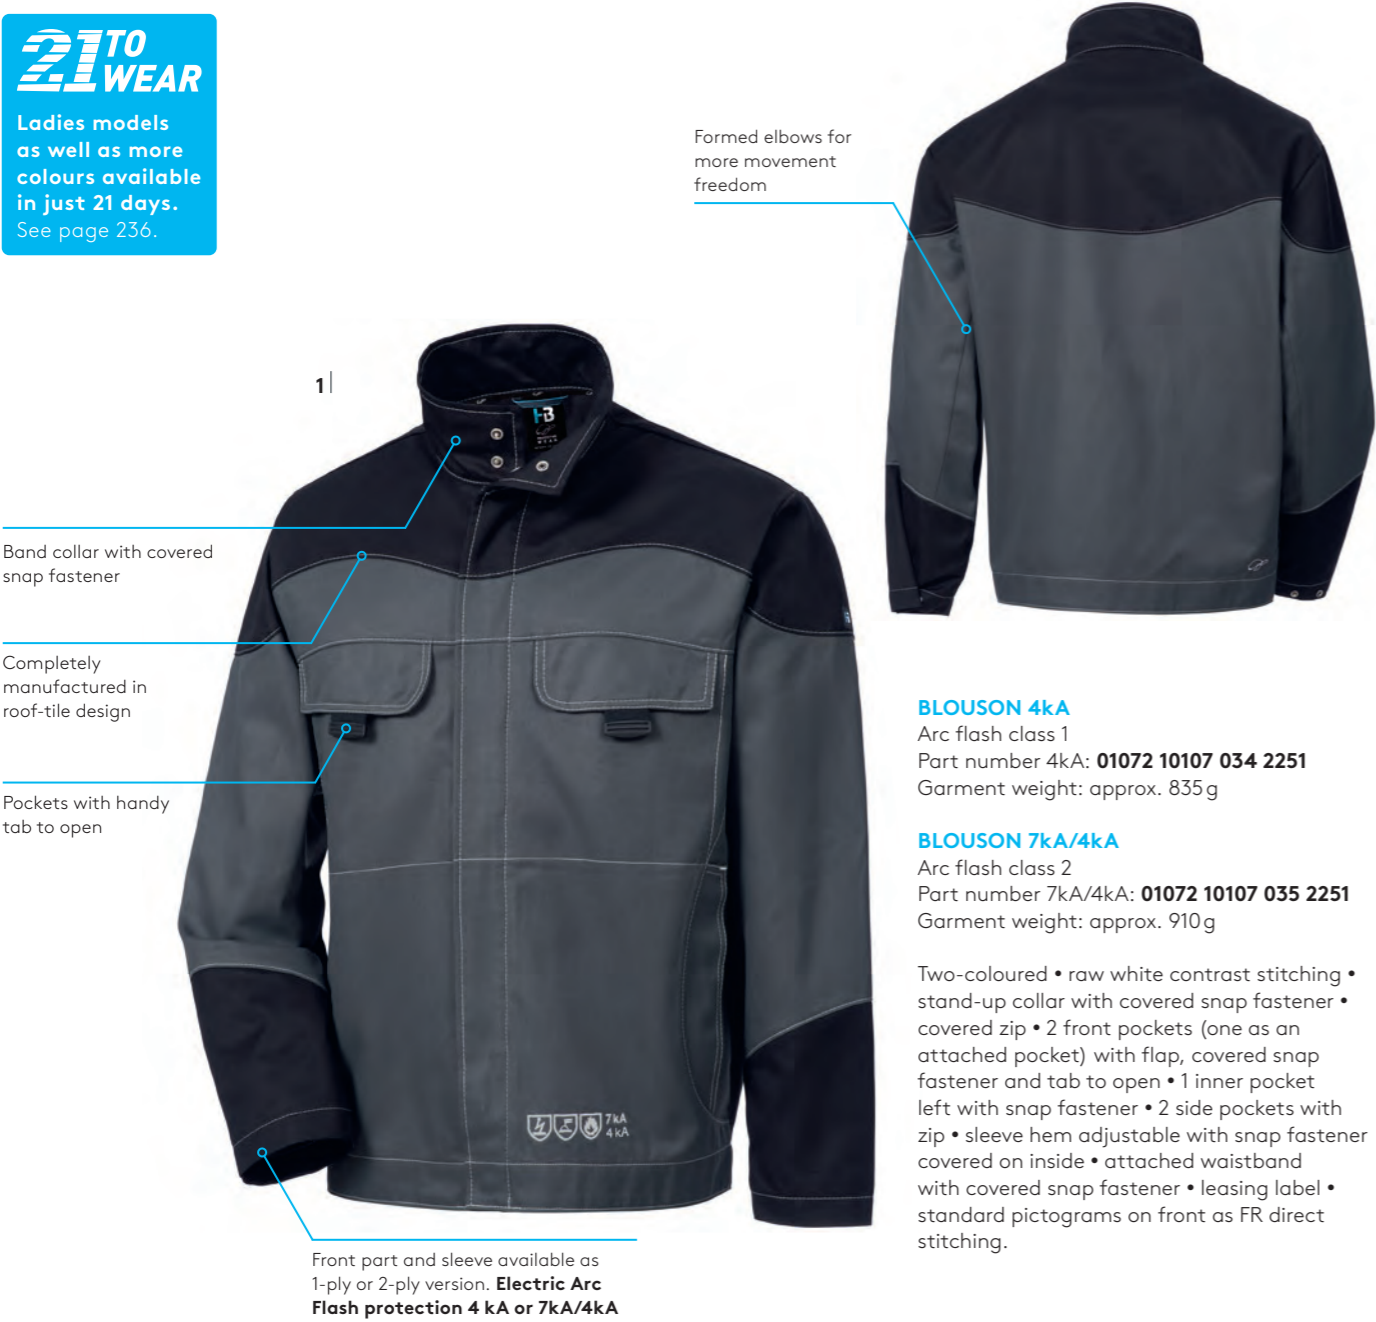 21 TO
WEAR
Ladies models
as well as more
colours available
in just 21 days.
See page 236.
Formed elbows for
more movement
freedom
1
HB
Band collar with covered
snap fastener
Completely
manufactured in
roof-tile design
Pockets with handy
tab to open
7kA
4kA
Front part and sleeve available as
1-ply or 2-ply version. Electric Arc
Flash protection 4 kA or 7kA/4kA
BLOUSON 4kA
Arc flash class 1
Part number 4kA: 01072 10107 034 2251
Garment weight: approx. 835 g
BLOUSON 7kA/4kA
Arc flash class 2
Part number 7kA/4kA: 01072 10107 035 2251
Garment weight: approx. 910 g
Two-coloured • raw white contrast stitching •
stand-up collar with covered snap fastener •
covered zip • 2 front pockets (one as an
attached pocket) with flap, covered snap
fastener and tab to open • 1 inner pocket
left with snap fastener • 2 side pockets with
zip • sleeve hem adjustable with snap fastener
covered on inside • attached waistband
with covered snap fastener • leasing label •
standard pictograms on front as FR direct
stitching.